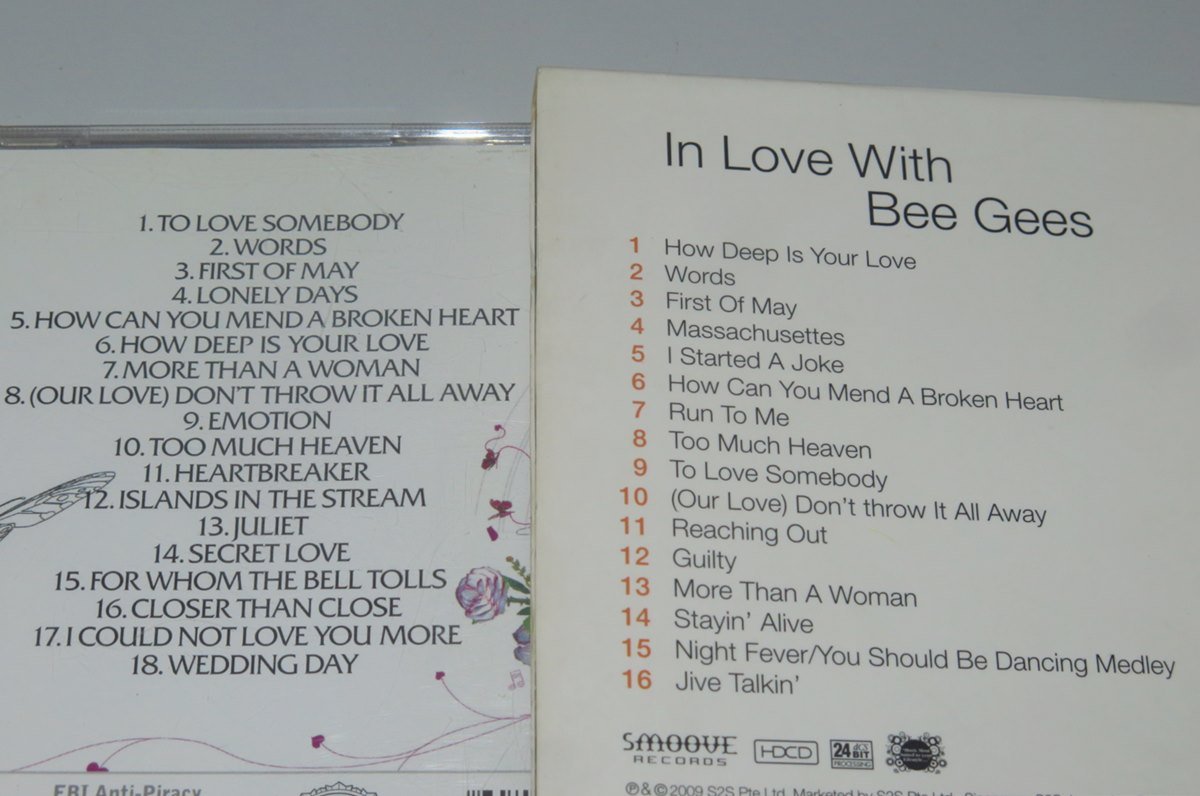 1. TO LOVE SOMEBODY
2. WORDS
3. FIRST OF MAY
4. LONELY DAYS
5. HOW CAN YOU MEND A BROKEN HEART
6. HOW DEEP IS YOUR LOVE
7. MORE THAN A WOMAN
8. (OUR LOVE) DON'T THROW IT ALL AWAY
9. EMOTION
10. TOO MUCH HEAVEN
11. HEARTBREAKER
12. ISLANDS IN THE STREAM
13. JULIET
14. SECRET LOVE
15. FOR WHOM THE BELL TOLLS
16. CLOSER THAN CLOSE
17. I COULD NOT LOVE YOU MORE
18. WEDDING DAY
FBI Anti-Piracy
In Love With
Bee Gees
1 How Deep Is Your Love
2 Words
3 First Of May
4 Massachusettes
5 I Started A Joke
6 How Can You Mend A Broken Heart
7 Run To Me
8 Too Much Heaven
9 To Love Somebody
10 (Our Love) Don't throw It All Away
11 Reaching Out
12 Guilty
13 More Than A Woman
14 Stayin' Alive
15 Night Fever/You Should Be Dancing Medley
16 Jive Talkin'
SMOOVE
RECORDS
HDCD
24 dCS
BIT
PROCESSING
℗&©2009 S2S Pte Ltd. Marketed by S2S Pte Ltd.